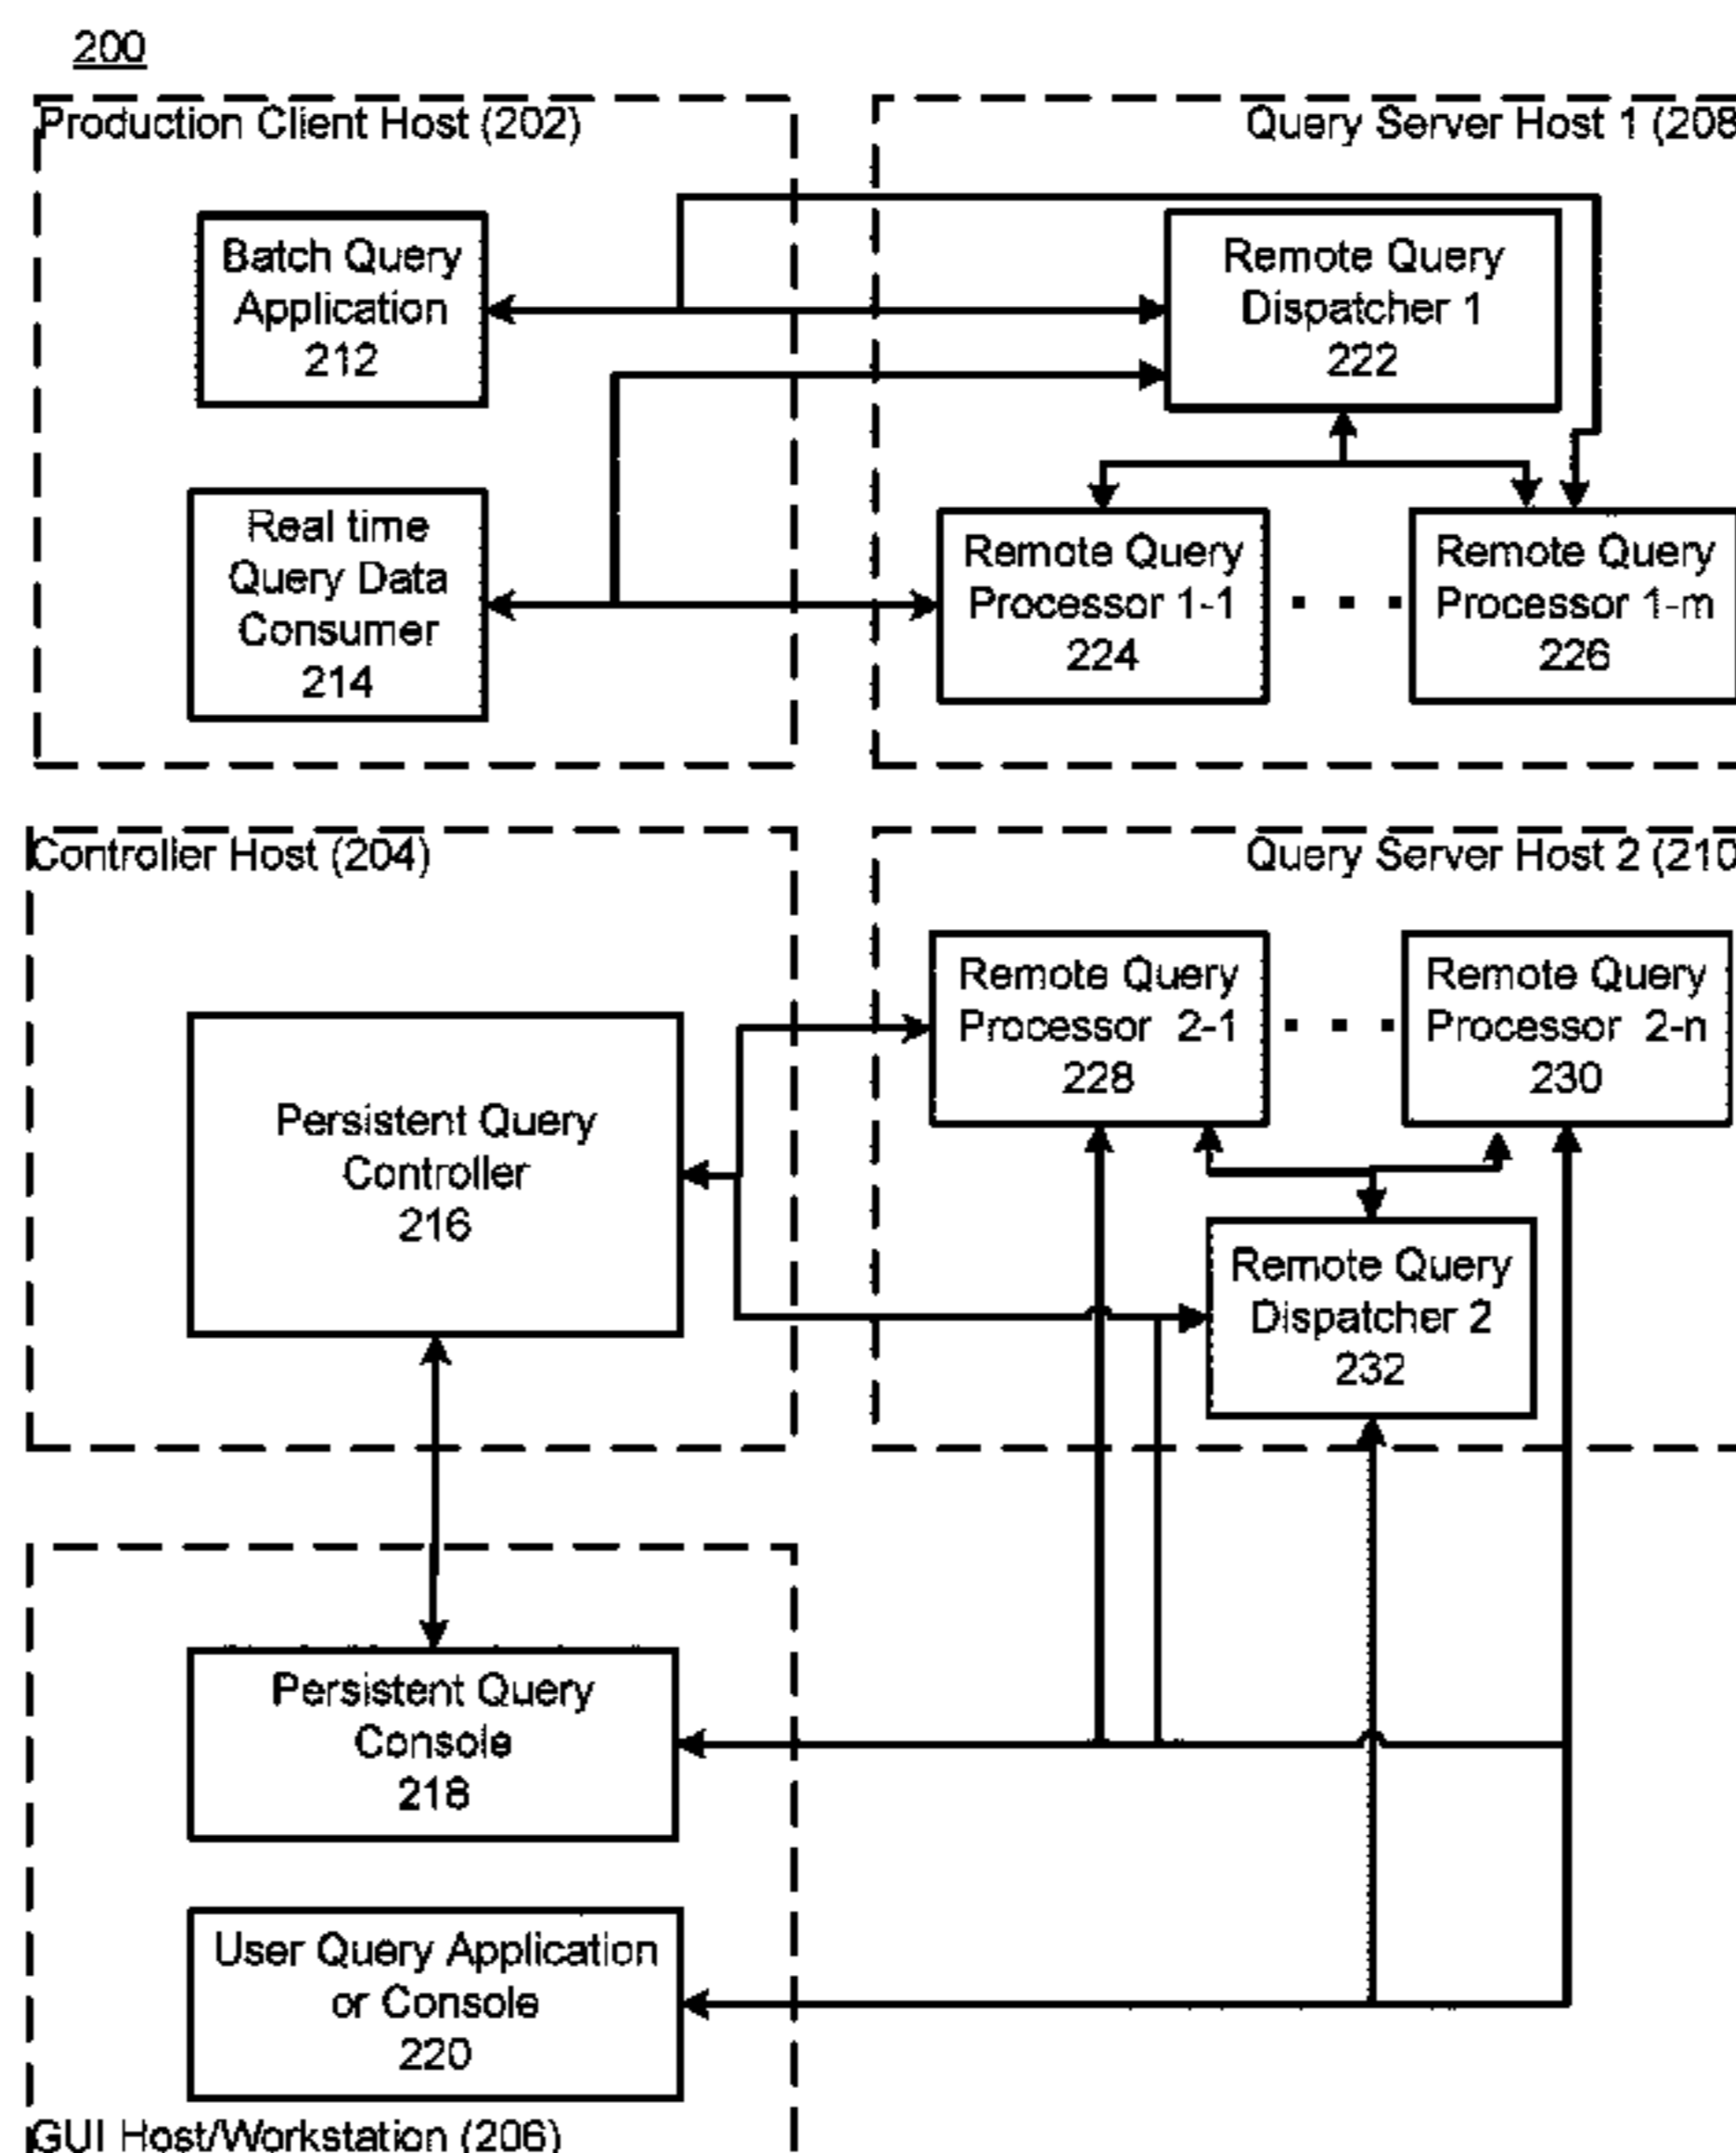 200
Production Client Host (202)
Query Server Host 1 (208
Batch Query
Application
212
Remote Query
Dispatcher 1
222
Real time
Query Data
Consumer
214
Remote Query
Processor 1-1
224
Remote Query
Processor 1-m
226
Controller Host (204)
Query Server Host 2 (210
Persistent Query
Controller
216
Remote Query
Processor 2-1
228
Remote Query
Processor 2-n
230
Remote Query
Dispatcher 2
232
Persistent Query
Console
218
User Query Application
or Console
220
GUI Host/Workstation (206)